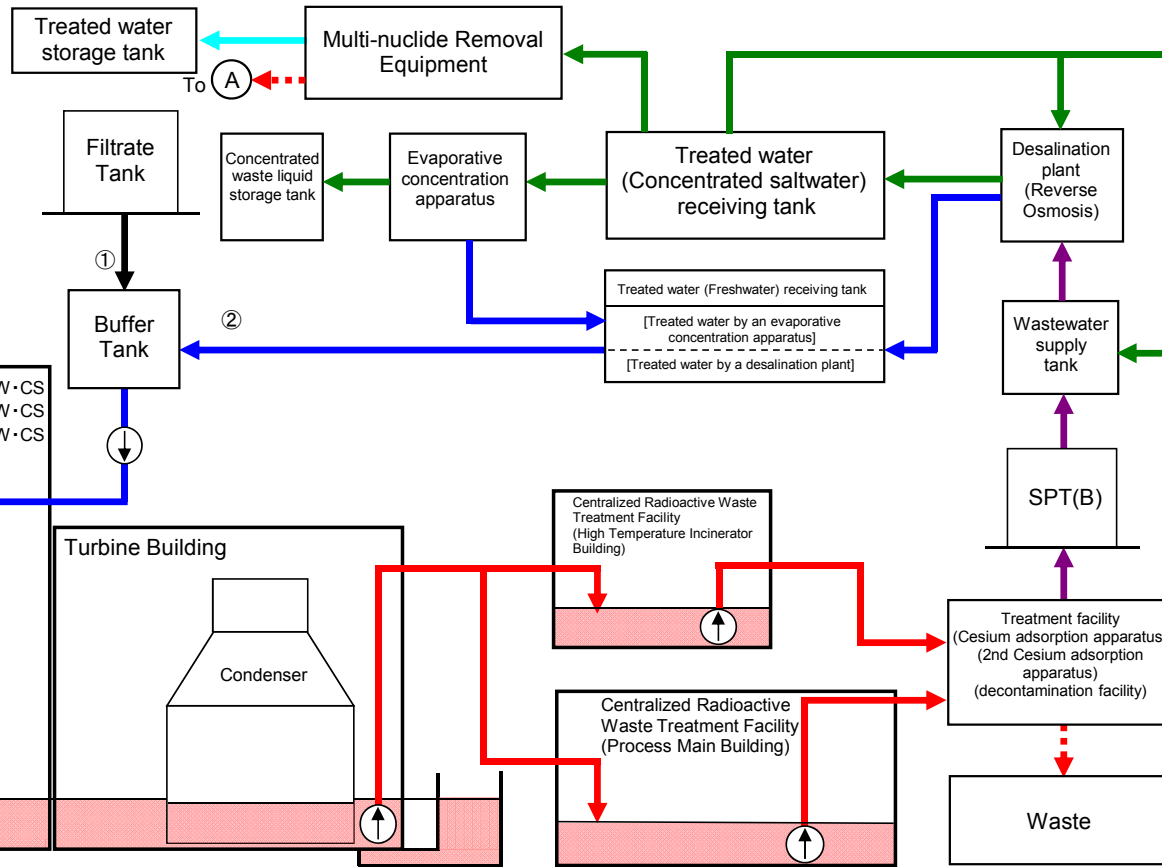 Treated water
storage tank
Multi-nuclide Removal
Equipment
To A
Filtrate
Tank
Concentrated
waste liquid
storage tank
Evaporative
concentration
apparatus
Treated water
(Concentrated saltwater)
receiving tank
Desalination
plant
(Reverse
Osmosis)
①
Buffer
Tank
②
Treated water (Freshwater) receiving tank
[Treated water by an evaporative
concentration apparatus]
[Treated water by a desalination plant]
Wastewater
supply
tank
W・CS
W・CS
W・CS
SPT(B)
Turbine Building
Condenser
Centralized Radioactive Waste
Treatment Facility
(High Temperature Incinerator
Building)
Treatment facility
(Cesium adsorption apparatus
(2nd Cesium adsorption
apparatus)
(decontamination facility)
Centralized Radioactive
Waste Treatment Facility
(Process Main Building)
Waste